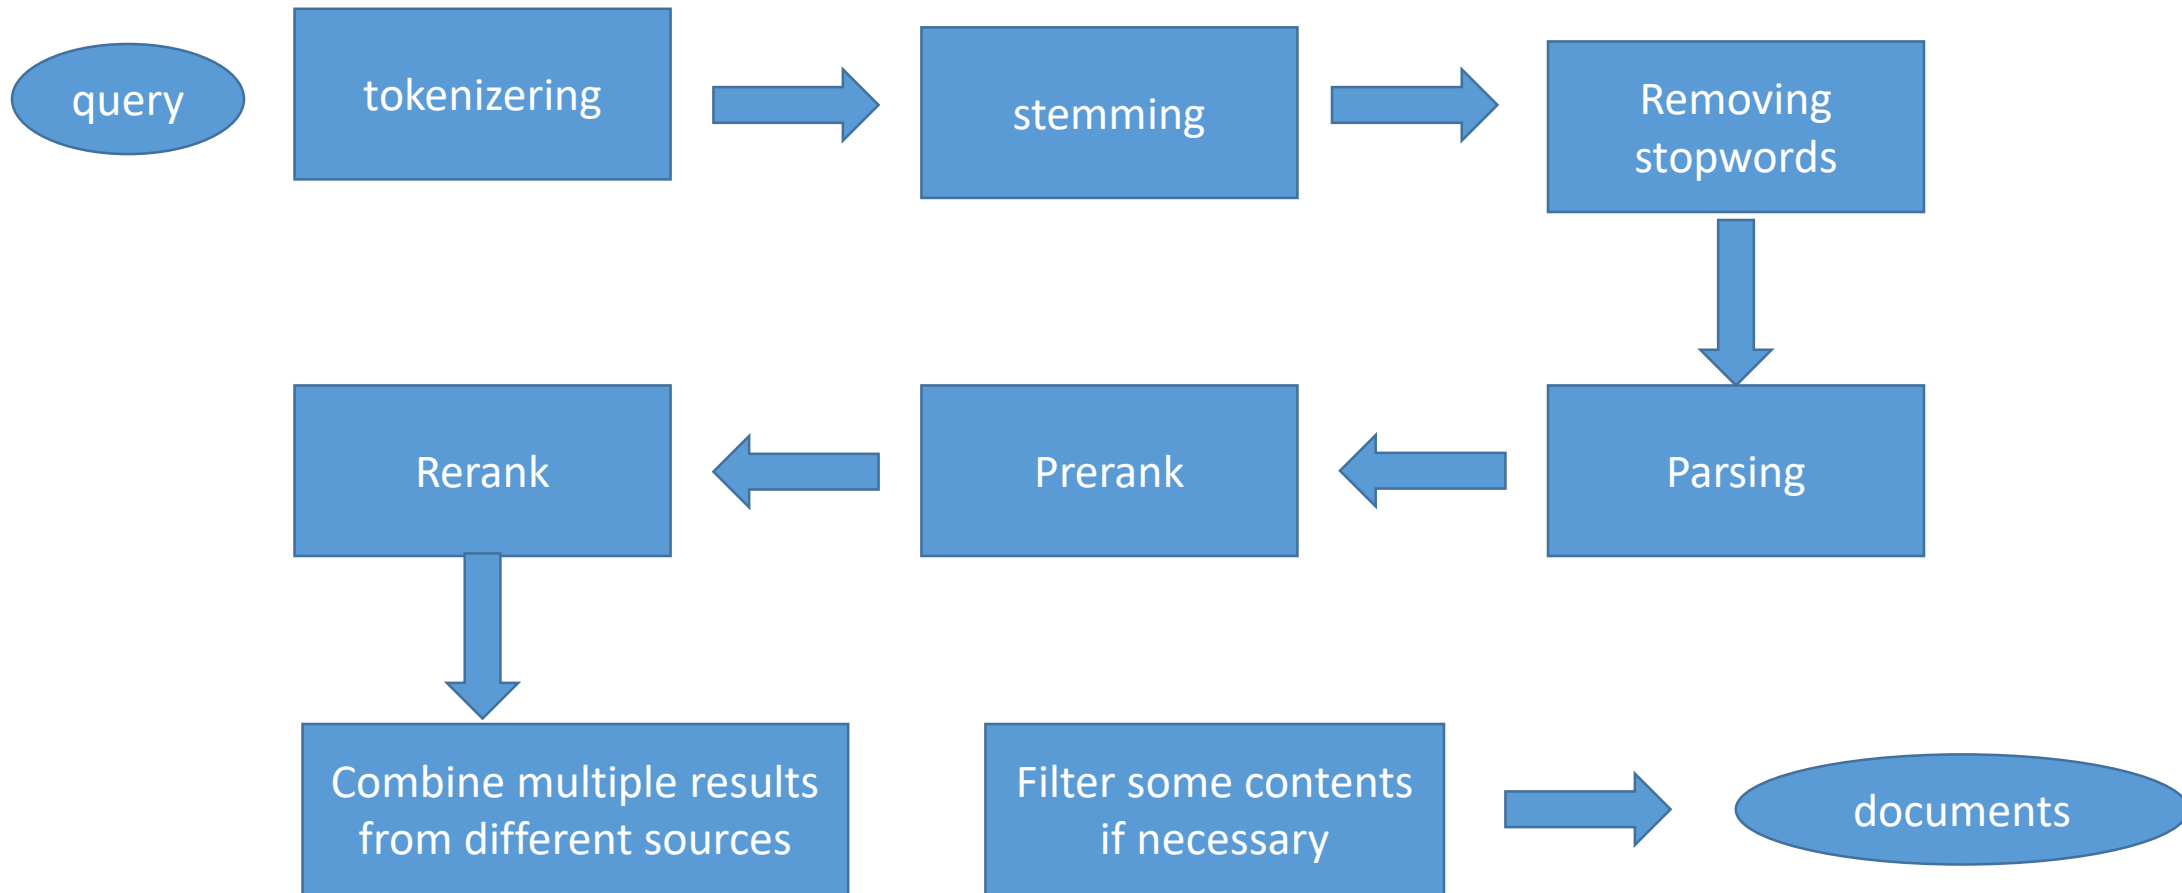 query
tokenizering
stemming
Removing
stopwords
Parsing
Prerank
Rerank
Combine multiple results
from different sources
Filter some contents
if necessary
documents